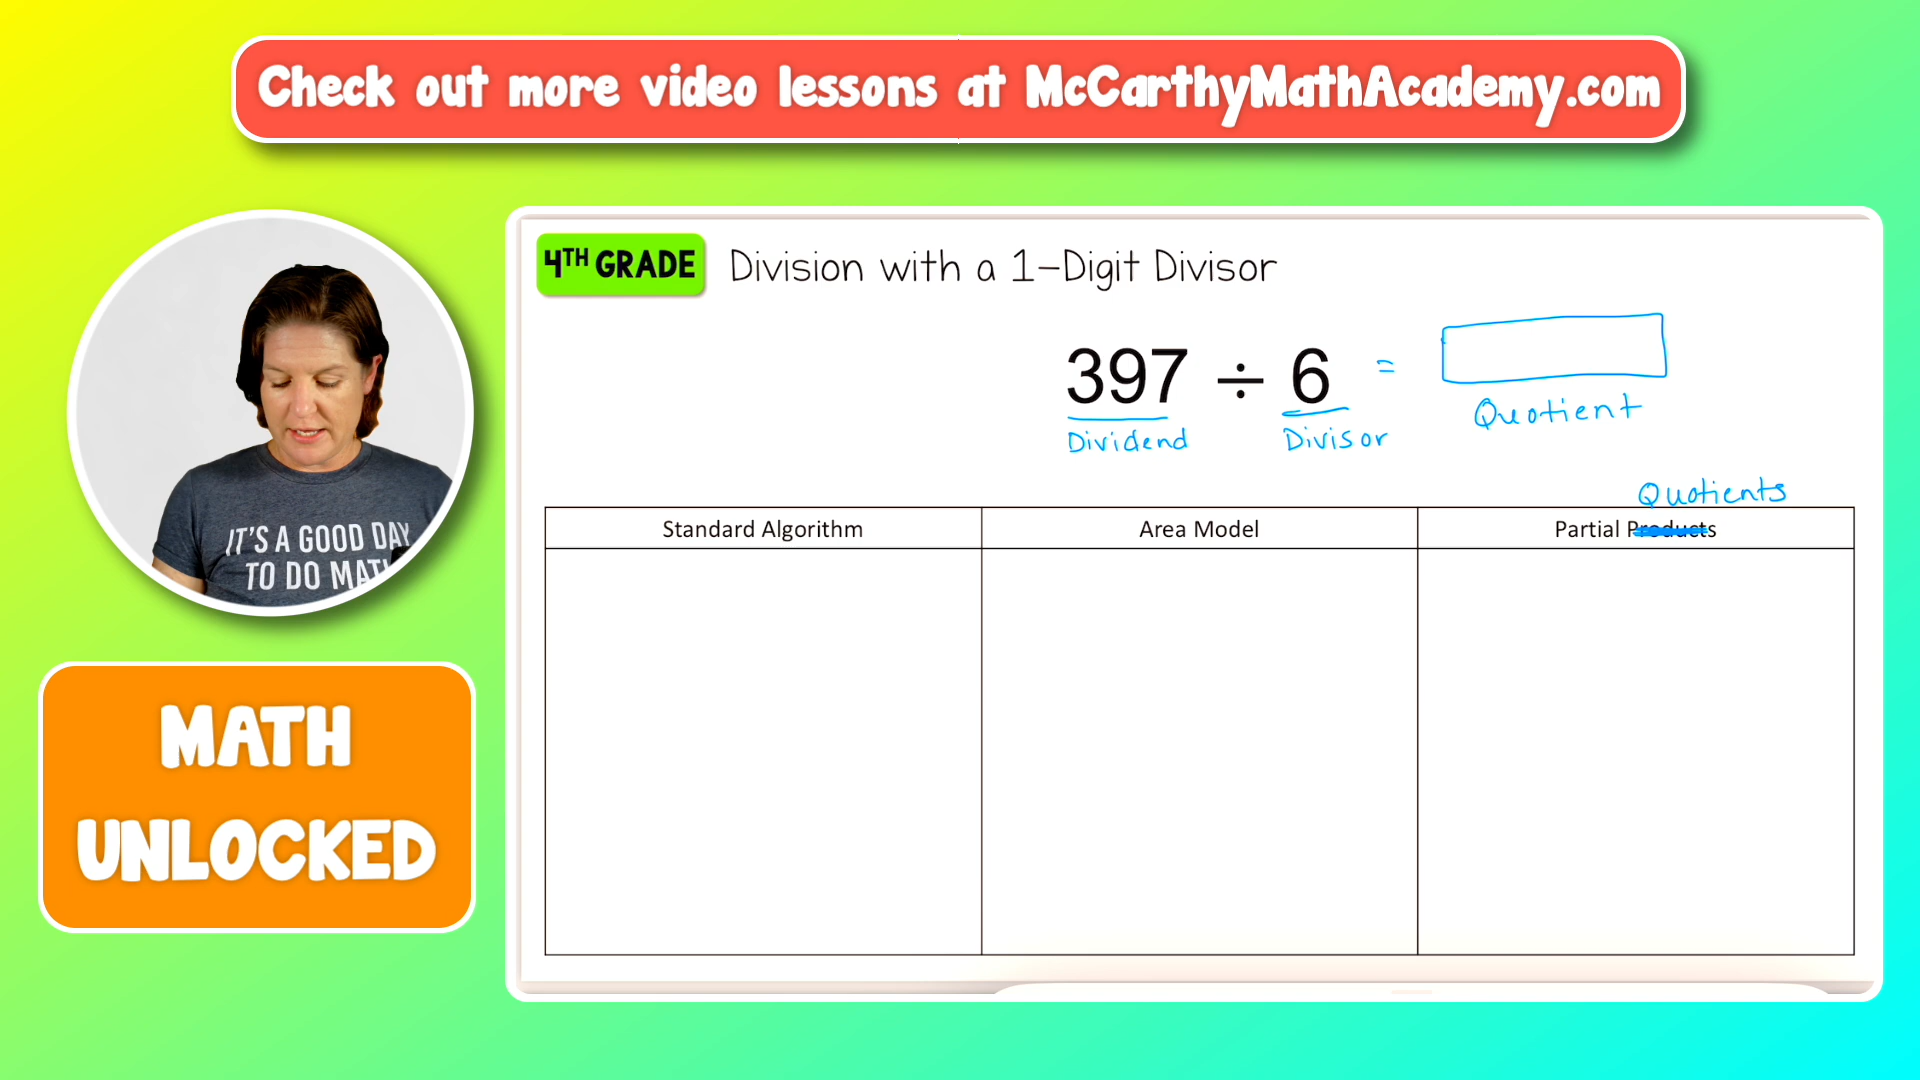 Check out more video lessons at McCarthyMathAcademy.com
4TH GRADE Division with a 1-Digit Divisor
397 ÷ 6 =
Quotient
Dividend Divisor
Quotients
Standard Algorithm Area Model Partial Products
IT'S A GOOD DAY
TO DO MATH
MATH
UNLOCKED